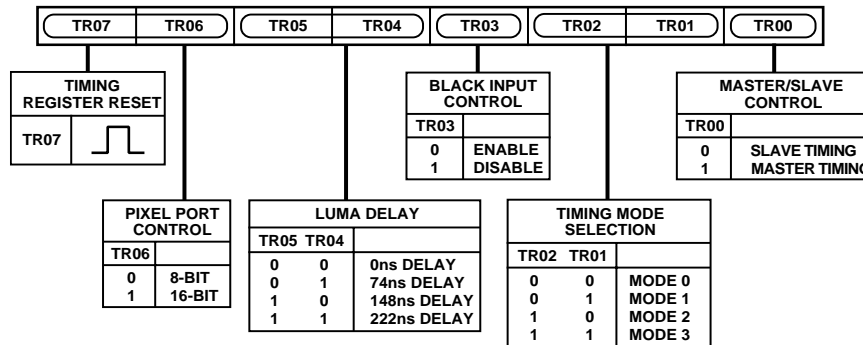 TR07 TR06 TR05 TR04 TR03 TR02 TR01 TR00
TIMING
REGISTER RESET
TR07
BLACK INPUT
CONTROL
TR03
0 ENABLE
1 DISABLE
MASTER/SLAVE
CONTROL
TR00
0 SLAVE TIMING
1 MASTER TIMING
PIXEL PORT
CONTROL
TR06
0 8-BIT
1 16-BIT
LUMA DELAY
TR05 TR04
0 0 0ns DELAY
0 1 74ns DELAY
1 0 148ns DELAY
1 1 222ns DELAY
TIMING MODE
SELECTION
TR02 TR01
0 0 MODE 0
0 1 MODE 1
1 0 MODE 2
1 1 MODE 3